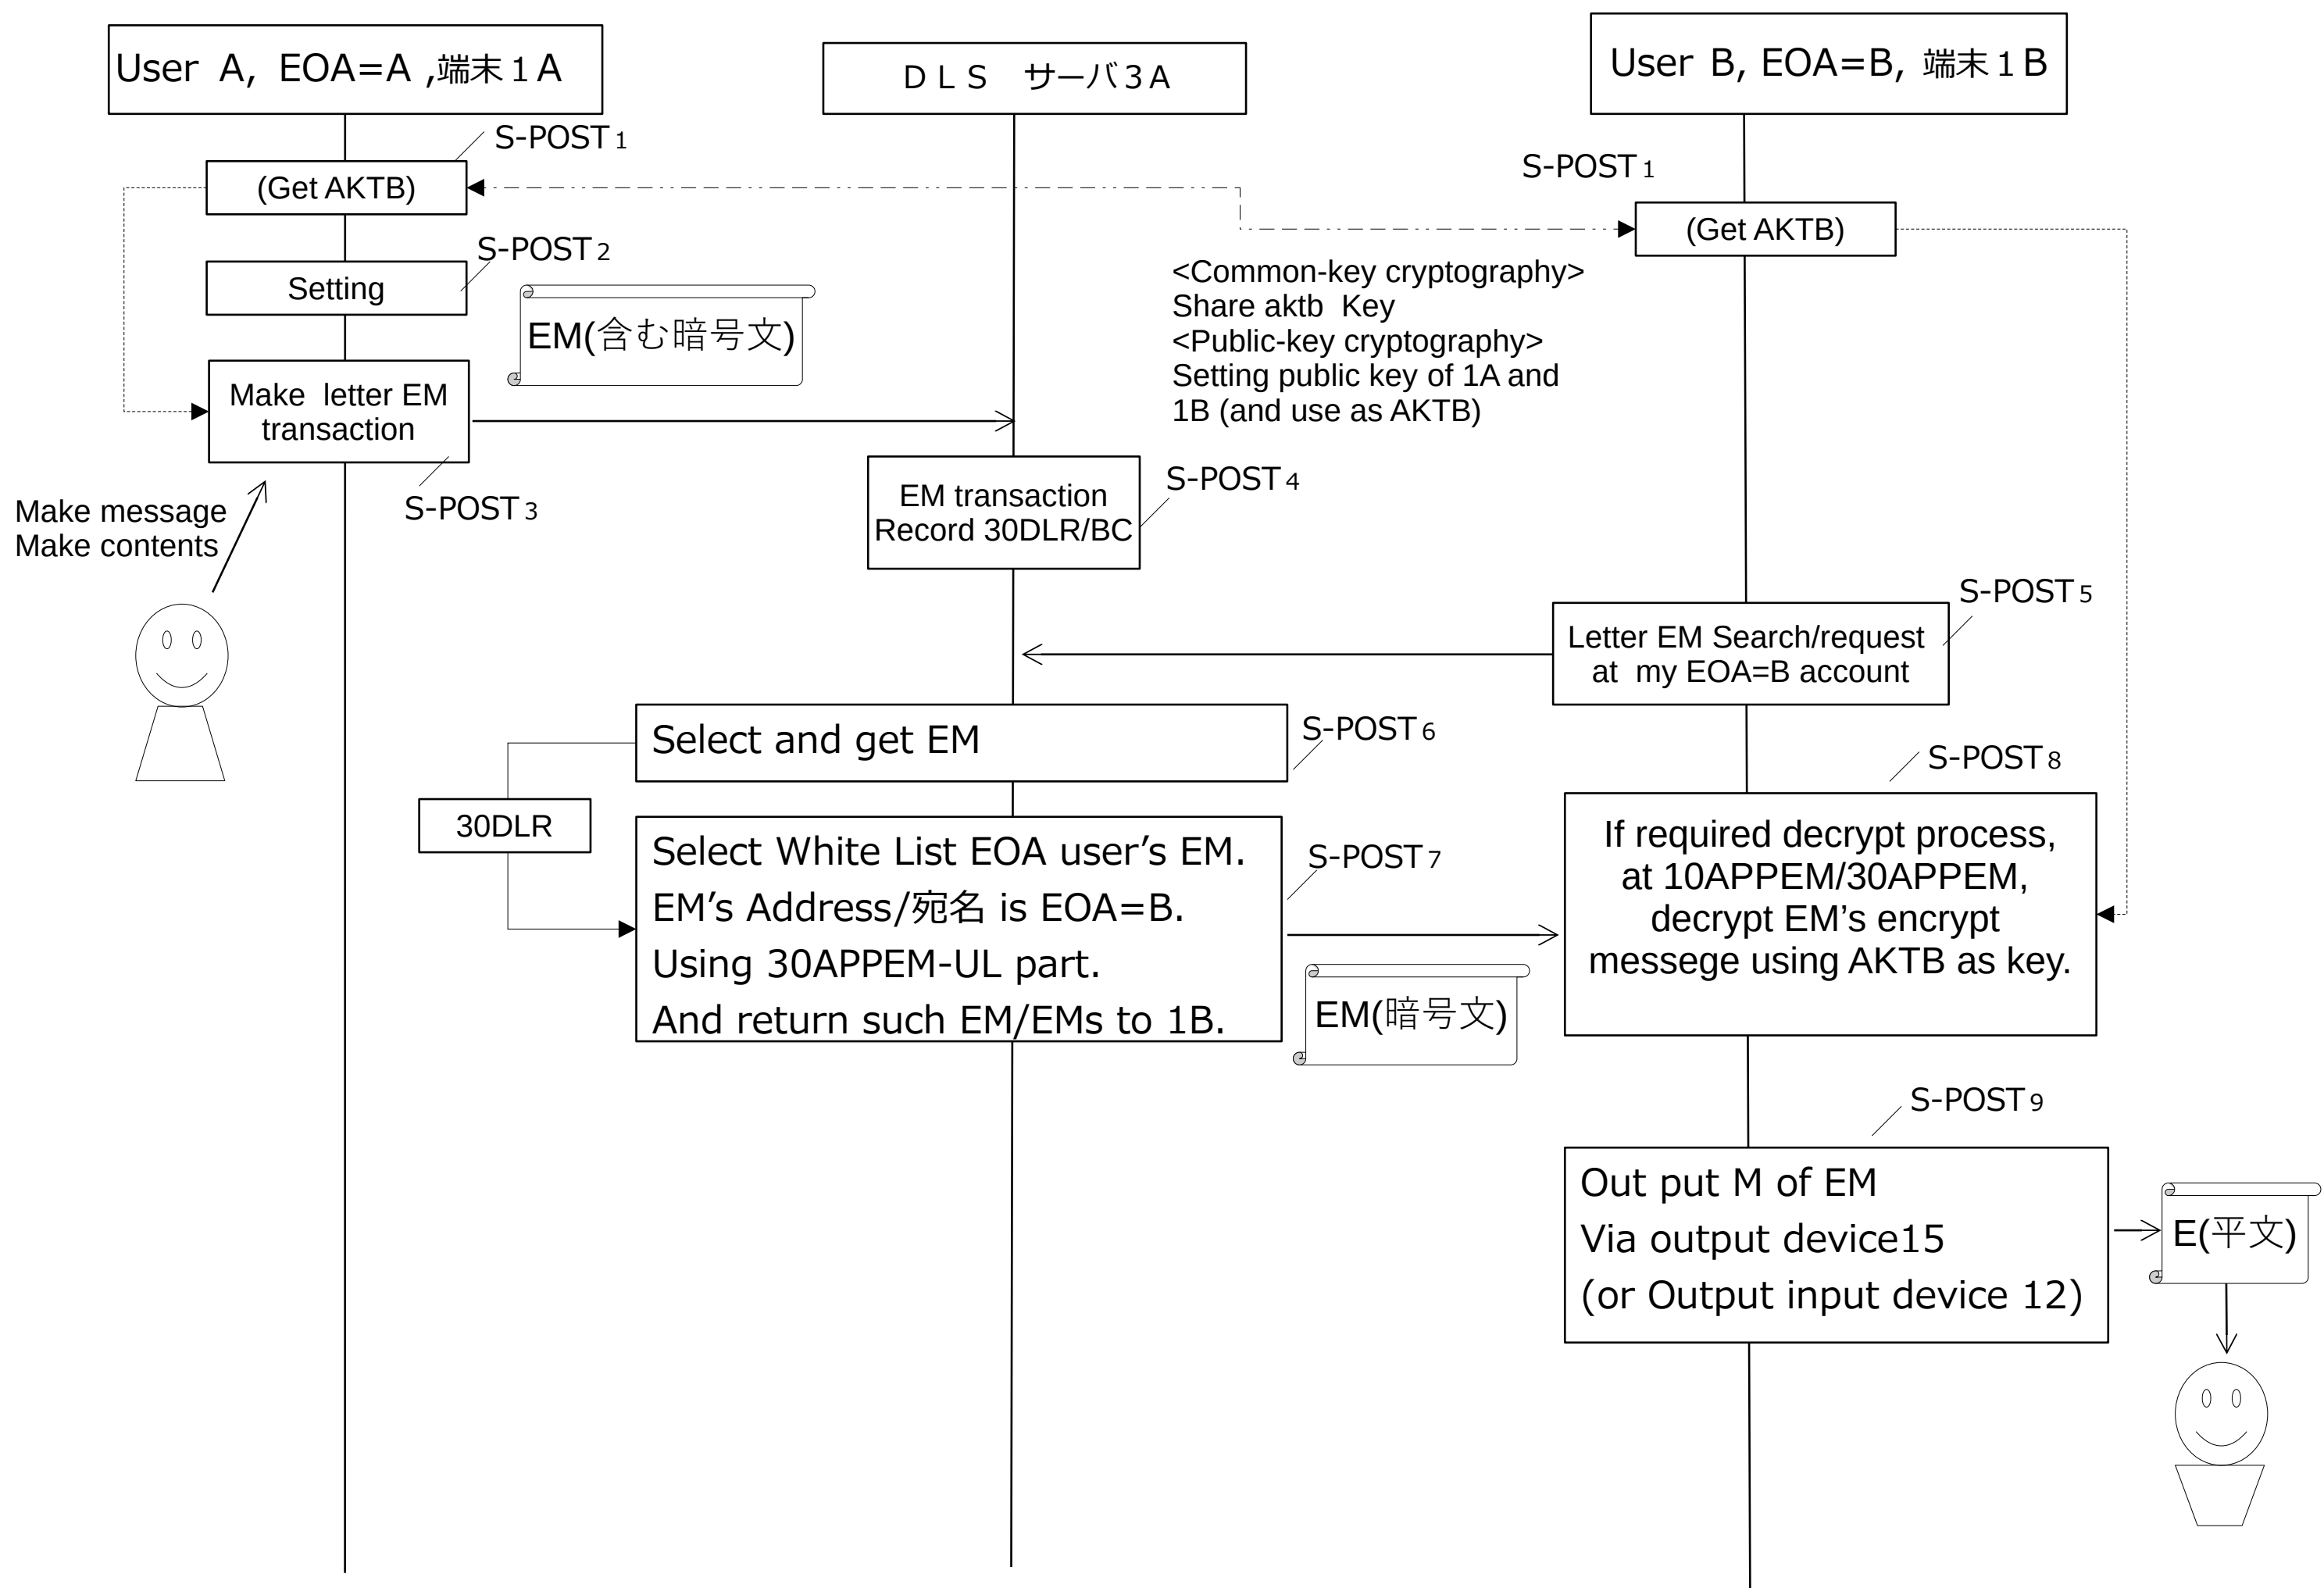 User A, EOA=A ,端末１A
ＤＬＳ　サーバ３A
User B, EOA=B, 端末１B
S-POST１
(Get AKTB)
S-POST１
(Get AKTB)
S-POST２
Setting
EM(含む暗号文)
<Common-key cryptography>
Share aktb Key
<Public-key cryptography>
Setting public key of 1A and
1B (and use as AKTB)
Make letter EM
transaction
S-POST３
Make message
Make contents
EM transaction
Record 30DLR/BC
S-POST４
S-POST５
Letter EM Search/request
at my EOA=B account
Select and get EM
S-POST６
30DLR
Select White List EOA user’s EM.
EM’s Address/宛名 is EOA=B.
Using 30APPEM-UL part.
And return such EM/EMs to 1B.
S-POST７
EM(暗号文)
S-POST８
If required decrypt process,
at 10APPEM/30APPEM,
decrypt EM’s encrypt
messege using AKTB as key.
S-POST９
Out put M of EM
Via output device15
(or Output input device 12)
E(平文)